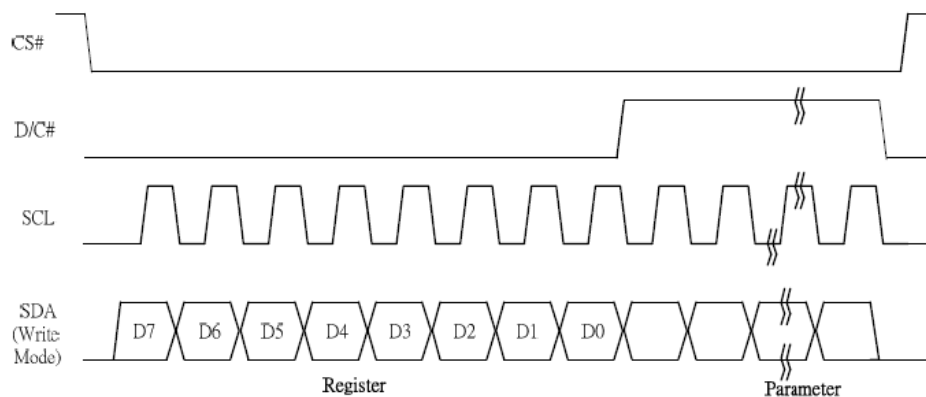 CS#
D/C#
SCL
SDA
(Write
Mode)
D7 D6 D5 D4 D3 D2 D1 D0
Register
Parameter